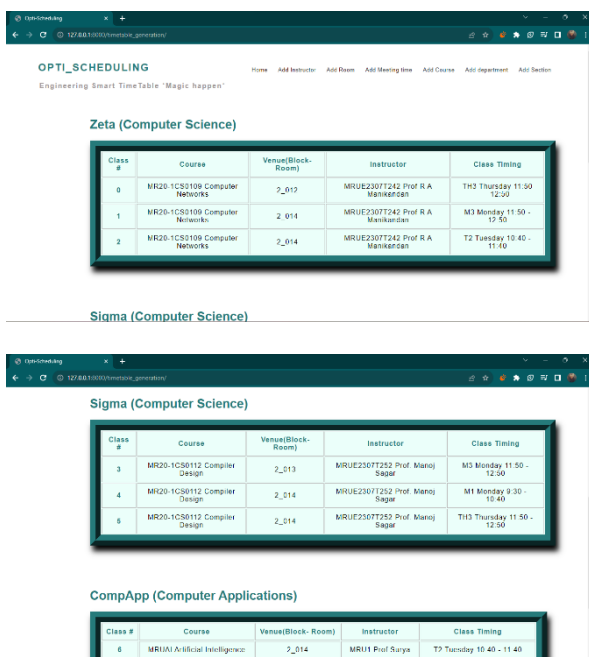 Opti-Scheduling
127.0.0.1:8000/timetable_generation/
OPTI_SCHEDULING
Home Add Instructor Add Room Add Meeting time Add Course Add department Add Section
Engineering Smart TimeTable "Magic happen"
Zeta (Computer Science)
Class # Course Venue(Block-Room) Instructor Class Timing
0 MR20-1CS0109 Computer Networks 2_012 MRUE2307T242 Prof R A Manikandan TH3 Thursday 11:50 12:50
1 MR20-1CS0109 Computer Networks 2_014 MRUE2307T242 Prof R A Manikandan M3 Monday 11:50 - 12:50
2 MR20-1CS0109 Computer Networks 2_014 MRUE2307T242 Prof R A Manikandan T2 Tuesday 10:40 - 11:40
Sigma (Computer Science)
Opti-Scheduling
127.0.0.1:8000/timetable_generation/
Sigma (Computer Science)
Class # Course Venue(Block-Room) Instructor Class Timing
3 MR20-1CS0112 Compiler Design 2_013 MRUE2307T252 Prof. Manoj Sagar M3 Monday 11:50 - 12:50
4 MR20-1CS0112 Compiler Design 2_014 MRUE2307T252 Prof. Manoj Sagar M1 Monday 9:30 - 10:40
5 MR20-1CS0112 Compiler Design 2_014 MRUE2307T252 Prof. Manoj Sagar TH3 Thursday 11:50 - 12:50
CompApp (Computer Applications)
Class # Course Venue(Block- Room) Instructor Class Timing
6 MRUAI Artificial Intelligence 2_014 MRU1 Prof Surya T2 Tuesday 10:40 - 11:40